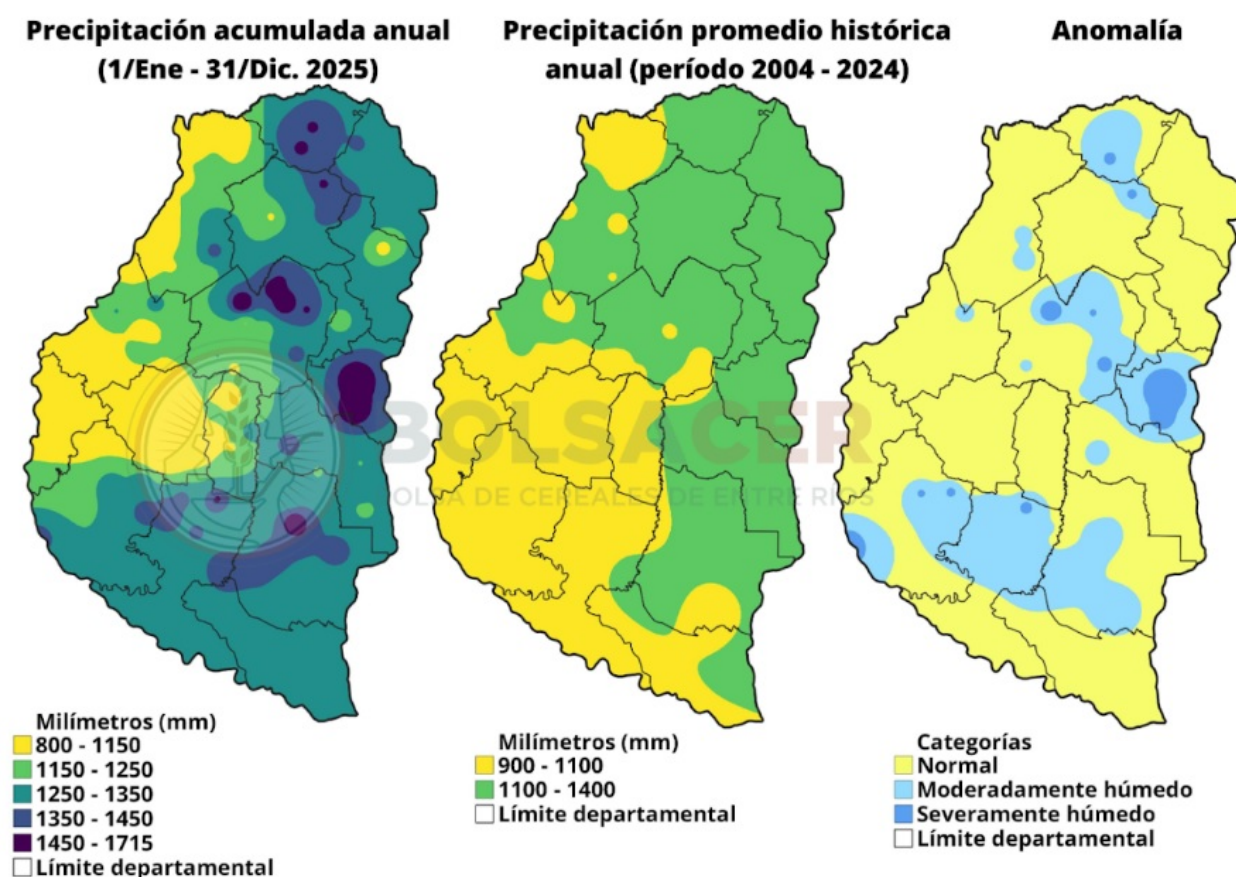 Precipitación acumulada anual
(1/Ene - 31/Dic. 2025)
Precipitación promedio histórica
anual (período 2004 - 2024)
Anomalía
BOLSACER
BOLSA DE CEREALES DE ENTRE RÍOS
Milímetros (mm)
800 - 1150
1150 - 1250
1250 - 1350
1350 - 1450
1450 - 1715
Límite departamental
Milímetros (mm)
900 - 1100
1100 - 1400
Límite departamental
Categorías
Normal
Moderadamente húmedo
Severamente húmedo
Límite departamental